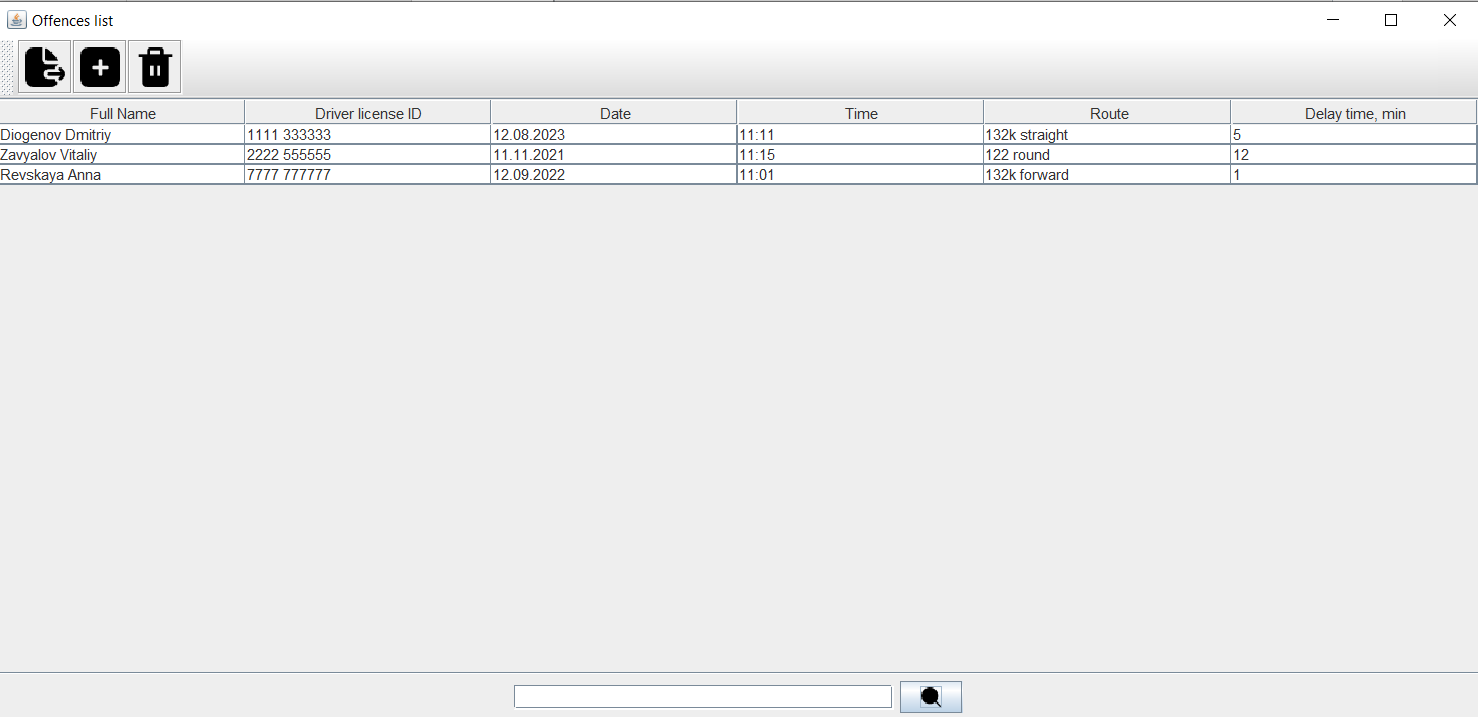 Offences list
Full Name Driver license ID Date Time Route Delay time, min
Diogenov Dmitriy 1111 333333 12.08.2023 11:11 132k straight 5
Zavyalov Vitaliy 2222 555555 11.11.2021 11:15 122 round 12
Revskaya Anna 7777 777777 12.09.2022 11:01 132k forward 1